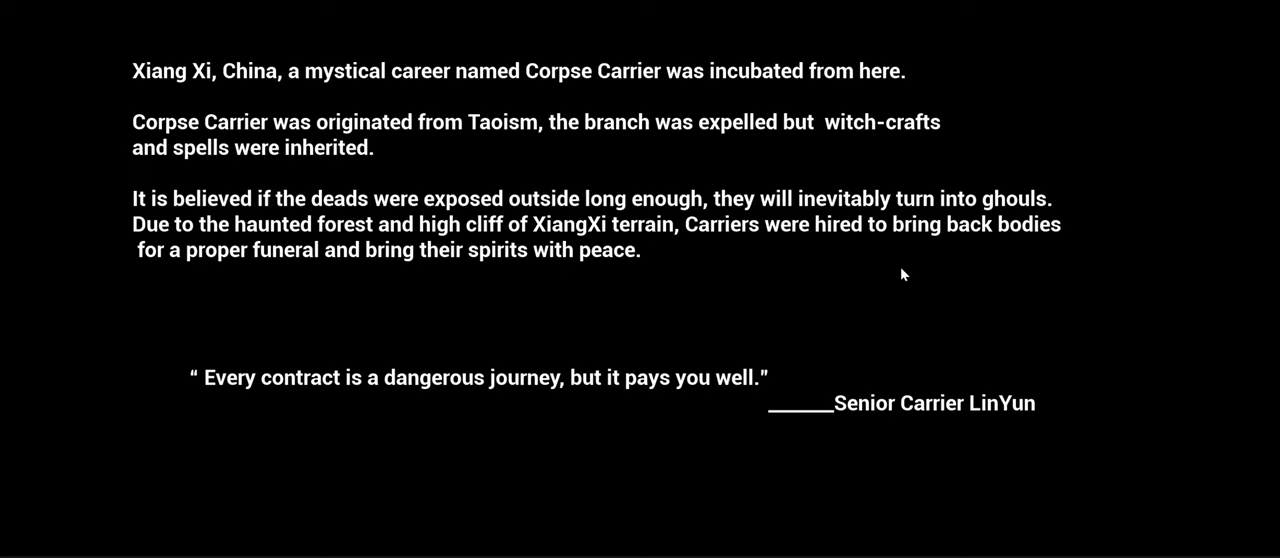 Xiang Xi, China, a mystical career named Corpse Carrier was incubated from here.
Corpse Carrier was originated from Taoism, the branch was expelled but  witch-crafts
and spells were inherited.
It is believed if the deads were exposed outside long enough, they will inevitably turn into ghouls.
Due to the haunted forest and high cliff of XiangXi terrain, Carriers were hired to bring back bodies
for a proper funeral and bring their spirits with peace.
“ Every contract is a dangerous journey, but it pays you well.”
______Senior Carrier LinYun